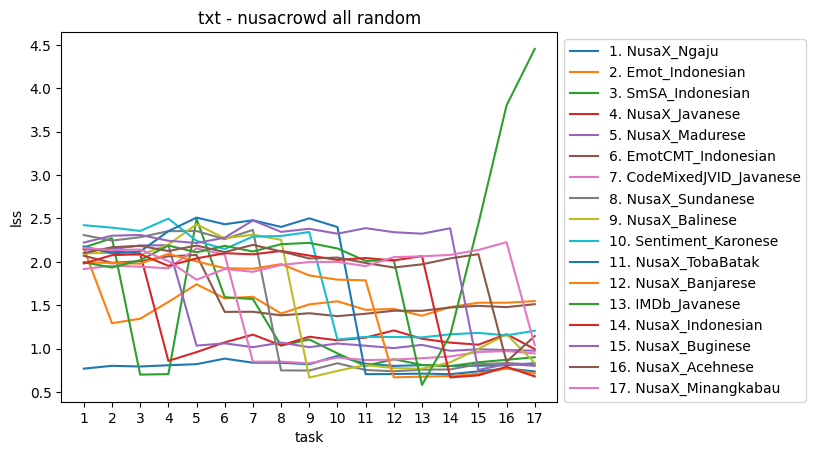 txt - nusacrowd all random
4.5
4.0
3.5
3.0
2.5
2.0
1.5
1.0
0.5
lss
1 2 3 4 5 6 7 8 9 10 11 12 13 14 15 16 17
task
1. NusaX_Ngaju
2. Emot_Indonesian
3. SmSA_Indonesian
4. NusaX_Javanese
5. NusaX_Madurese
6. EmotCMT_Indonesian
7. CodeMixedJVID_Javanese
8. NusaX_Sundanese
9. NusaX_Balinese
10. Sentiment_Karonese
11. NusaX_TobaBatak
12. NusaX_Banjarese
13. IMDb_Javanese
14. NusaX_Indonesian
15. NusaX_Buginese
16. NusaX_Acehnese
17. NusaX_Minangkabau